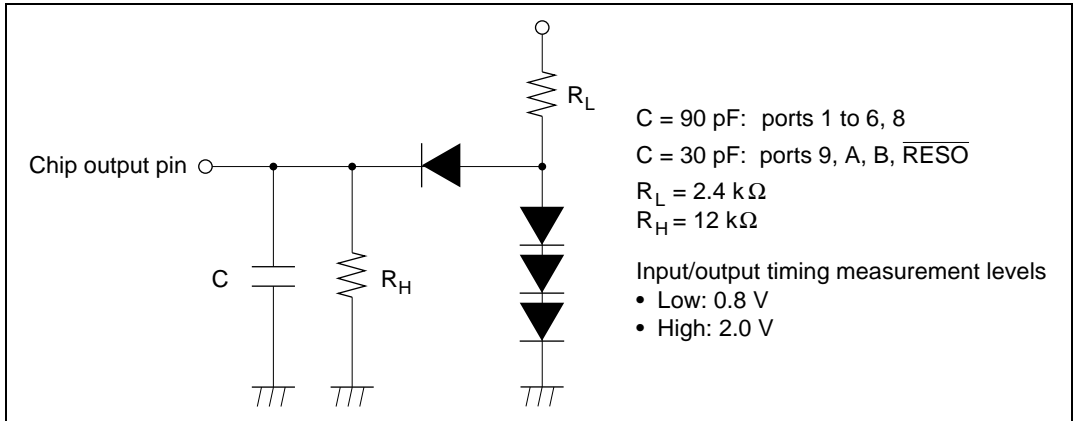 R_L
C = 90 pF: ports 1 to 6, 8
C = 30 pF: ports 9, A, B, R̅E̅S̅O̅
R_L = 2.4 kΩ
R_H = 12 kΩ
Input/output timing measurement levels
• Low: 0.8 V
• High: 2.0 V
Chip output pin
C
R_H